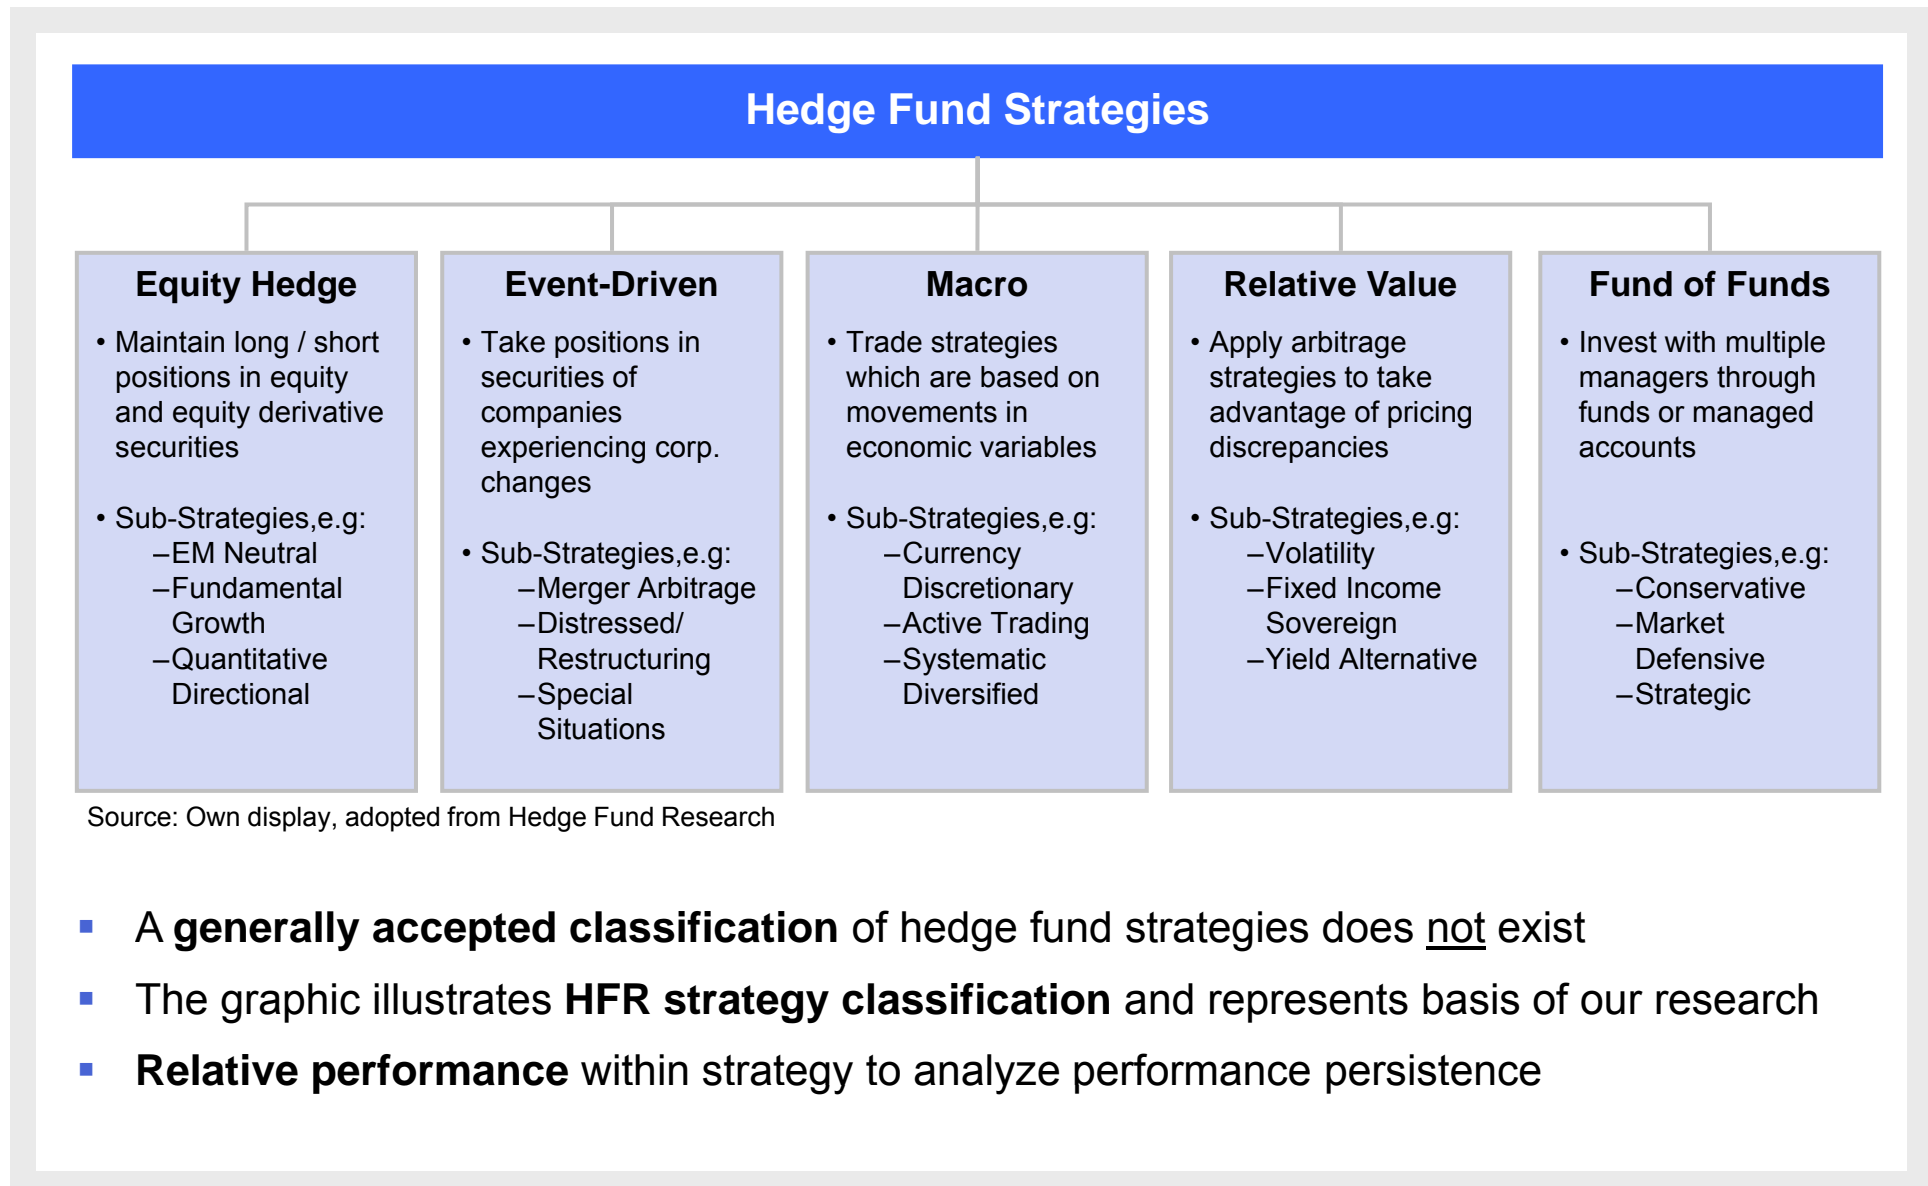 Hedge Fund Strategies
Equity Hedge
• Maintain long / short
positions in equity
and equity derivative
securities
• Sub-Strategies,e.g:
–EM Neutral
–Fundamental
Growth
–Quantitative
Directional
Event-Driven
• Take positions in
securities of
companies
experiencing corp.
changes
• Sub-Strategies,e.g:
–Merger Arbitrage
–Distressed/
Restructuring
–Special
Situations
Macro
• Trade strategies
which are based on
movements in
economic variables
• Sub-Strategies,e.g:
–Currency
Discretionary
–Active Trading
–Systematic
Diversified
Relative Value
• Apply arbitrage
strategies to take
advantage of pricing
discrepancies
• Sub-Strategies,e.g:
–Volatility
–Fixed Income
Sovereign
–Yield Alternative
Fund of Funds
• Invest with multiple
managers through
funds or managed
accounts
• Sub-Strategies,e.g:
–Conservative
–Market
Defensive
–Strategic
Source: Own display, adopted from Hedge Fund Research
▪ A generally accepted classification of hedge fund strategies does not exist
▪ The graphic illustrates HFR strategy classification and represents basis of our research
▪ Relative performance within strategy to analyze performance persistence